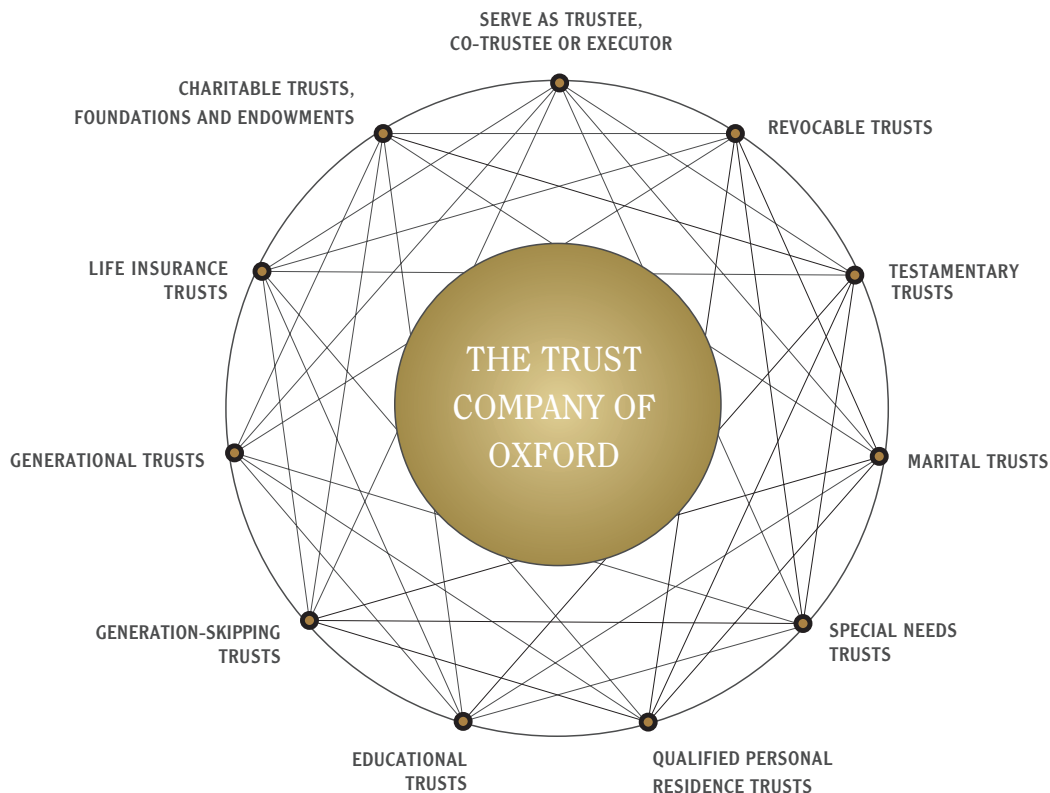 SERVE AS TRUSTEE,
CO-TRUSTEE OR EXECUTOR
CHARITABLE TRUSTS,
FOUNDATIONS AND ENDOWMENTS
REVOCABLE TRUSTS
LIFE INSURANCE
TRUSTS
TESTAMENTARY
TRUSTS
THE TRUST
COMPANY OF
OXFORD
GENERATIONAL TRUSTS
MARITAL TRUSTS
GENERATION-SKIPPING
TRUSTS
SPECIAL NEEDS
TRUSTS
EDUCATIONAL
TRUSTS
QUALIFIED PERSONAL
RESIDENCE TRUSTS